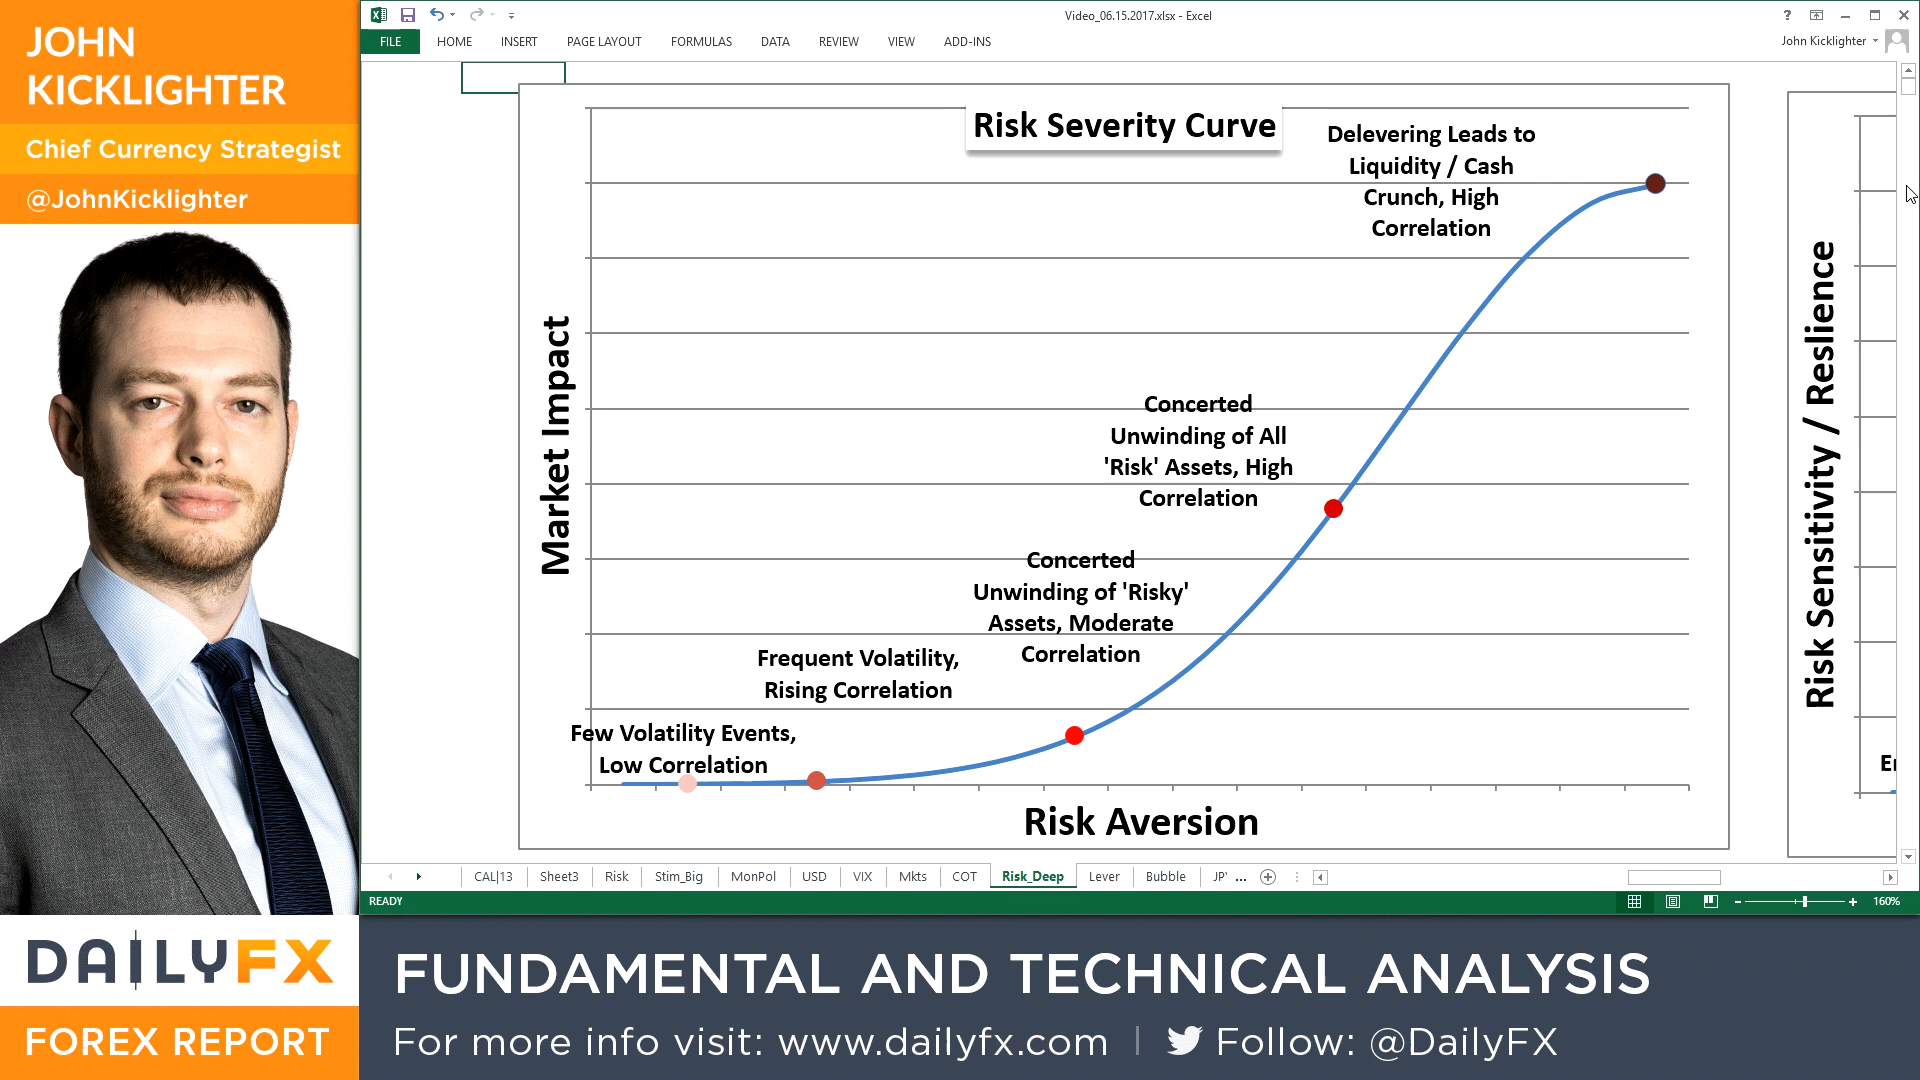 JOHN
KICKLIGHTER
Chief Currency Strategist
@JohnKicklighter
Video_06.15.2017.xlsx - Excel
?
FILE
HOME
INSERT
PAGE LAYOUT
FORMULAS
DATA
REVIEW
VIEW
ADD-INS
John Kicklighter
Risk Severity Curve
Delevering Leads to
Liquidity / Cash
Crunch, High
Correlation
Market Impact
Concerted
Unwinding of All
'Risk' Assets, High
Correlation
Concerted
Unwinding of 'Risky'
Assets, Moderate
Correlation
Frequent Volatility,
Rising Correlation
Few Volatility Events,
Low Correlation
Risk Aversion
Risk Sensitivity / Reslience
CAL|13
Sheet3
Risk
Stim_Big
MonPol
USD
VIX
Mkts
COT
Risk_Deep
Lever
Bubble
...
READY
160%
DAILYFX
FOREX REPORT
FUNDAMENTAL AND TECHNICAL ANALYSIS
For more info visit: www.dailyfx.com | Follow: @DailyFX